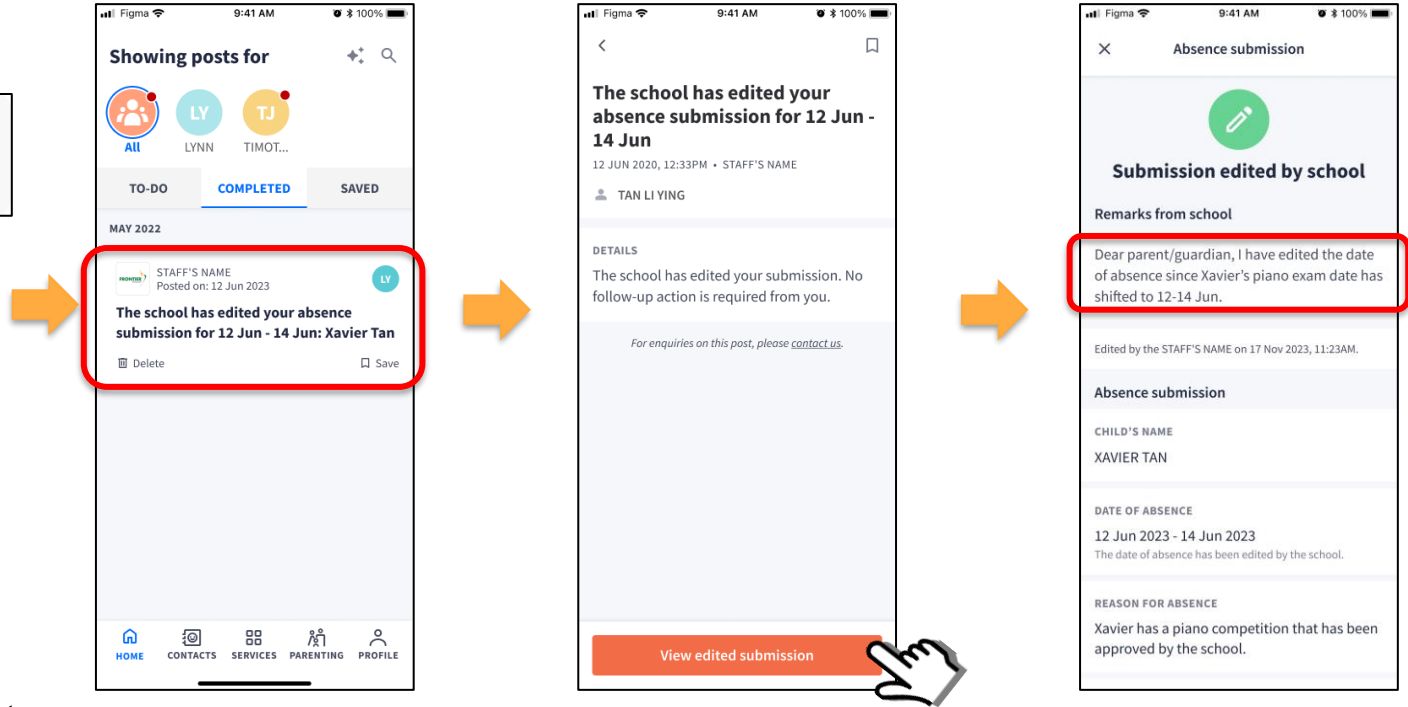 Figma 9:41 AM 100%
Showing posts for
LY TJ
All LYNN TIMOT...
TO-DO COMPLETED SAVED
MAY 2022
FRONTIER
STAFF'S NAME
Posted on: 12 Jun 2023
LY
The school has edited your absence
submission for 12 Jun - 14 Jun: Xavier Tan
Delete Save
HOME CONTACTS SERVICES PARENTING PROFILE
Figma 9:41 AM 100%
The school has edited your
absence submission for 12 Jun -
14 Jun
12 JUN 2020, 12:33PM • STAFF'S NAME
TAN LI YING
DETAILS
The school has edited your submission. No
follow-up action is required from you.
For enquiries on this post, please contact us.
View edited submission
Figma 9:41 AM 100%
Absence submission
Submission edited by school
Remarks from school
Dear parent/guardian, I have edited the date
of absence since Xavier's piano exam date has
shifted to 12-14 Jun.
Edited by the STAFF'S NAME on 17 Nov 2023, 11:23AM.
Absence submission
CHILD'S NAME
XAVIER TAN
DATE OF ABSENCE
12 Jun 2023 - 14 Jun 2023
The date of absence has been edited by the school.
REASON FOR ABSENCE
Xavier has a piano competition that has been
approved by the school.